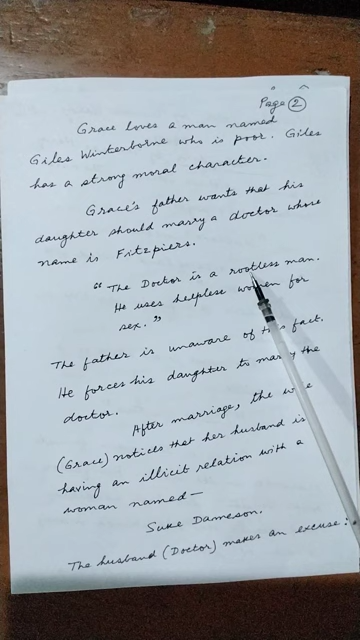 Page 2
Grace loves a man named
Giles Winterborne who is poor. Giles
has a strong moral character.
Grace's father wants that his
daughter should marry a doctor whose
name is Fritzpiers.
"The Doctor is a rootless man.
He uses helpless women for
sex."
The father is unaware of this fact.
He forces his daughter to marry the
doctor.
After marriage, the
(Grace) notices that her husband is
having an illicit relation with a
woman named—
Suke Dameson.
The husband (Doctor) makes an excuse: